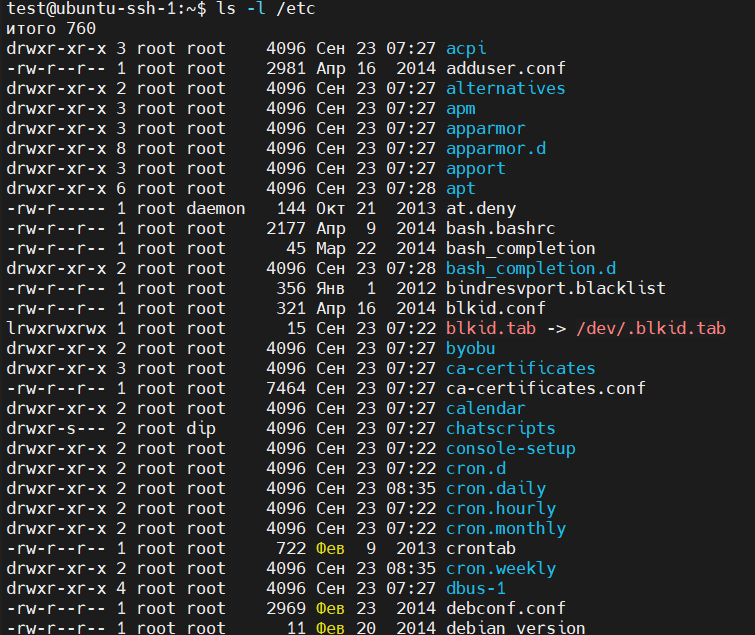 test@ubuntu-ssh-1:~$ ls -l /etc
итого 760
drwxr-xr-x 3 root root    4096 Сен 23 07:27 acpi
-rw-r--r-- 1 root root    2981 Апр 16  2014 adduser.conf
drwxr-xr-x 2 root root    4096 Сен 23 07:27 alternatives
drwxr-xr-x 3 root root    4096 Сен 23 07:27 apm
drwxr-xr-x 3 root root    4096 Сен 23 07:27 apparmor
drwxr-xr-x 8 root root    4096 Сен 23 07:27 apparmor.d
drwxr-xr-x 3 root root    4096 Сен 23 07:27 apport
drwxr-xr-x 6 root root    4096 Сен 23 07:28 apt
-rw-r----- 1 root daemon   144 Окт 21  2013 at.deny
-rw-r--r-- 1 root root    2177 Апр  9  2014 bash.bashrc
-rw-r--r-- 1 root root      45 Мар 22  2014 bash_completion
drwxr-xr-x 2 root root    4096 Сен 23 07:28 bash_completion.d
-rw-r--r-- 1 root root     356 Янв  1  2012 bindresvport.blacklist
-rw-r--r-- 1 root root     321 Апр 16  2014 blkid.conf
lrwxrwxrwx 1 root root      15 Сен 23 07:22 blkid.tab -> /dev/.blkid.tab
drwxr-xr-x 2 root root    4096 Сен 23 07:27 byobu
drwxr-xr-x 3 root root    4096 Сен 23 07:27 ca-certificates
-rw-r--r-- 1 root root    7464 Сен 23 07:27 ca-certificates.conf
drwxr-xr-x 2 root root    4096 Сен 23 07:27 calendar
drwxr-s--- 2 root dip     4096 Сен 23 07:27 chatscripts
drwxr-xr-x 2 root root    4096 Сен 23 07:22 console-setup
drwxr-xr-x 2 root root    4096 Сен 23 07:22 cron.d
drwxr-xr-x 2 root root    4096 Сен 23 08:35 cron.daily
drwxr-xr-x 2 root root    4096 Сен 23 07:22 cron.hourly
drwxr-xr-x 2 root root    4096 Сен 23 07:22 cron.monthly
-rw-r--r-- 1 root root     722 Фев  9  2013 crontab
drwxr-xr-x 2 root root    4096 Сен 23 08:35 cron.weekly
drwxr-xr-x 4 root root    4096 Сен 23 07:27 dbus-1
-rw-r--r-- 1 root root    2969 Фев 23  2014 debconf.conf
-rw-r--r-- 1 root root      11 Фев 20  2014 debian_version